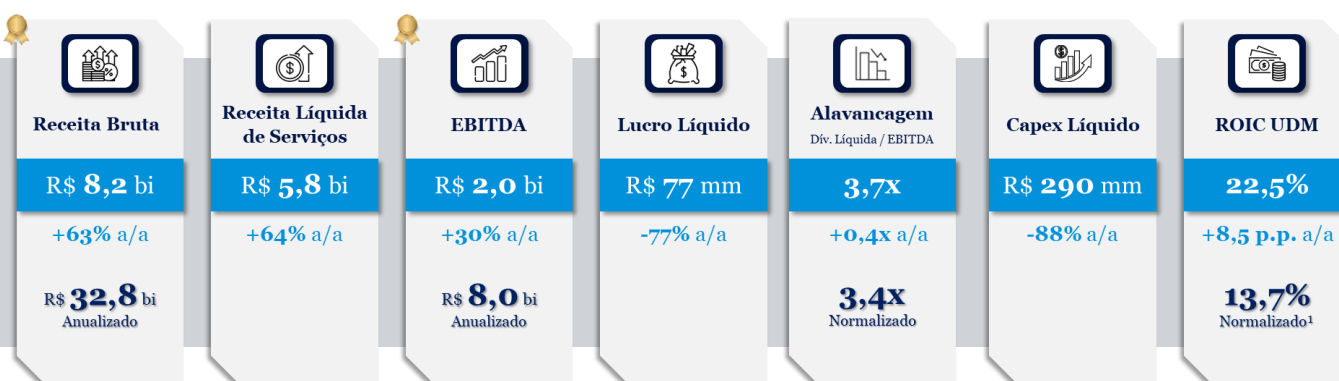 Receita Bruta
R$ 8,2 bi
+63% a/a
R$ 32,8 bi
Anualizado
Receita Líquida
de Serviços
R$ 5,8 bi
+64% a/a
EBITDA
R$ 2,0 bi
+30% a/a
R$ 8,0 bi
Anualizado
Lucro Líquido
R$ 77 mm
-77% a/a
Alavancagem
Dív. Líquida / EBITDA
3,7x
+0,4x a/a
3,4x
Normalizado
Capex Líquido
R$ 290 mm
-88% a/a
ROIC UDM
22,5%
+8,5 p.p. a/a
13,7%
Normalizado¹